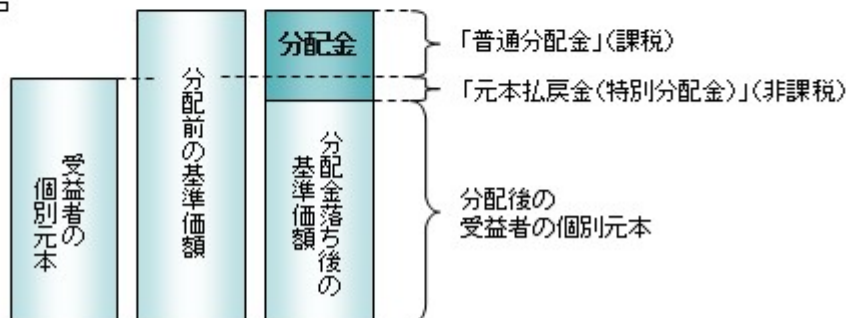 受益者の
個別元本
分配前の基準価額
分配金
分配金落ち後の
基準価額
「普通分配金」(課税)
「元本払戻金(特別分配金)」(非課税)
分配後の
受益者の個別元本